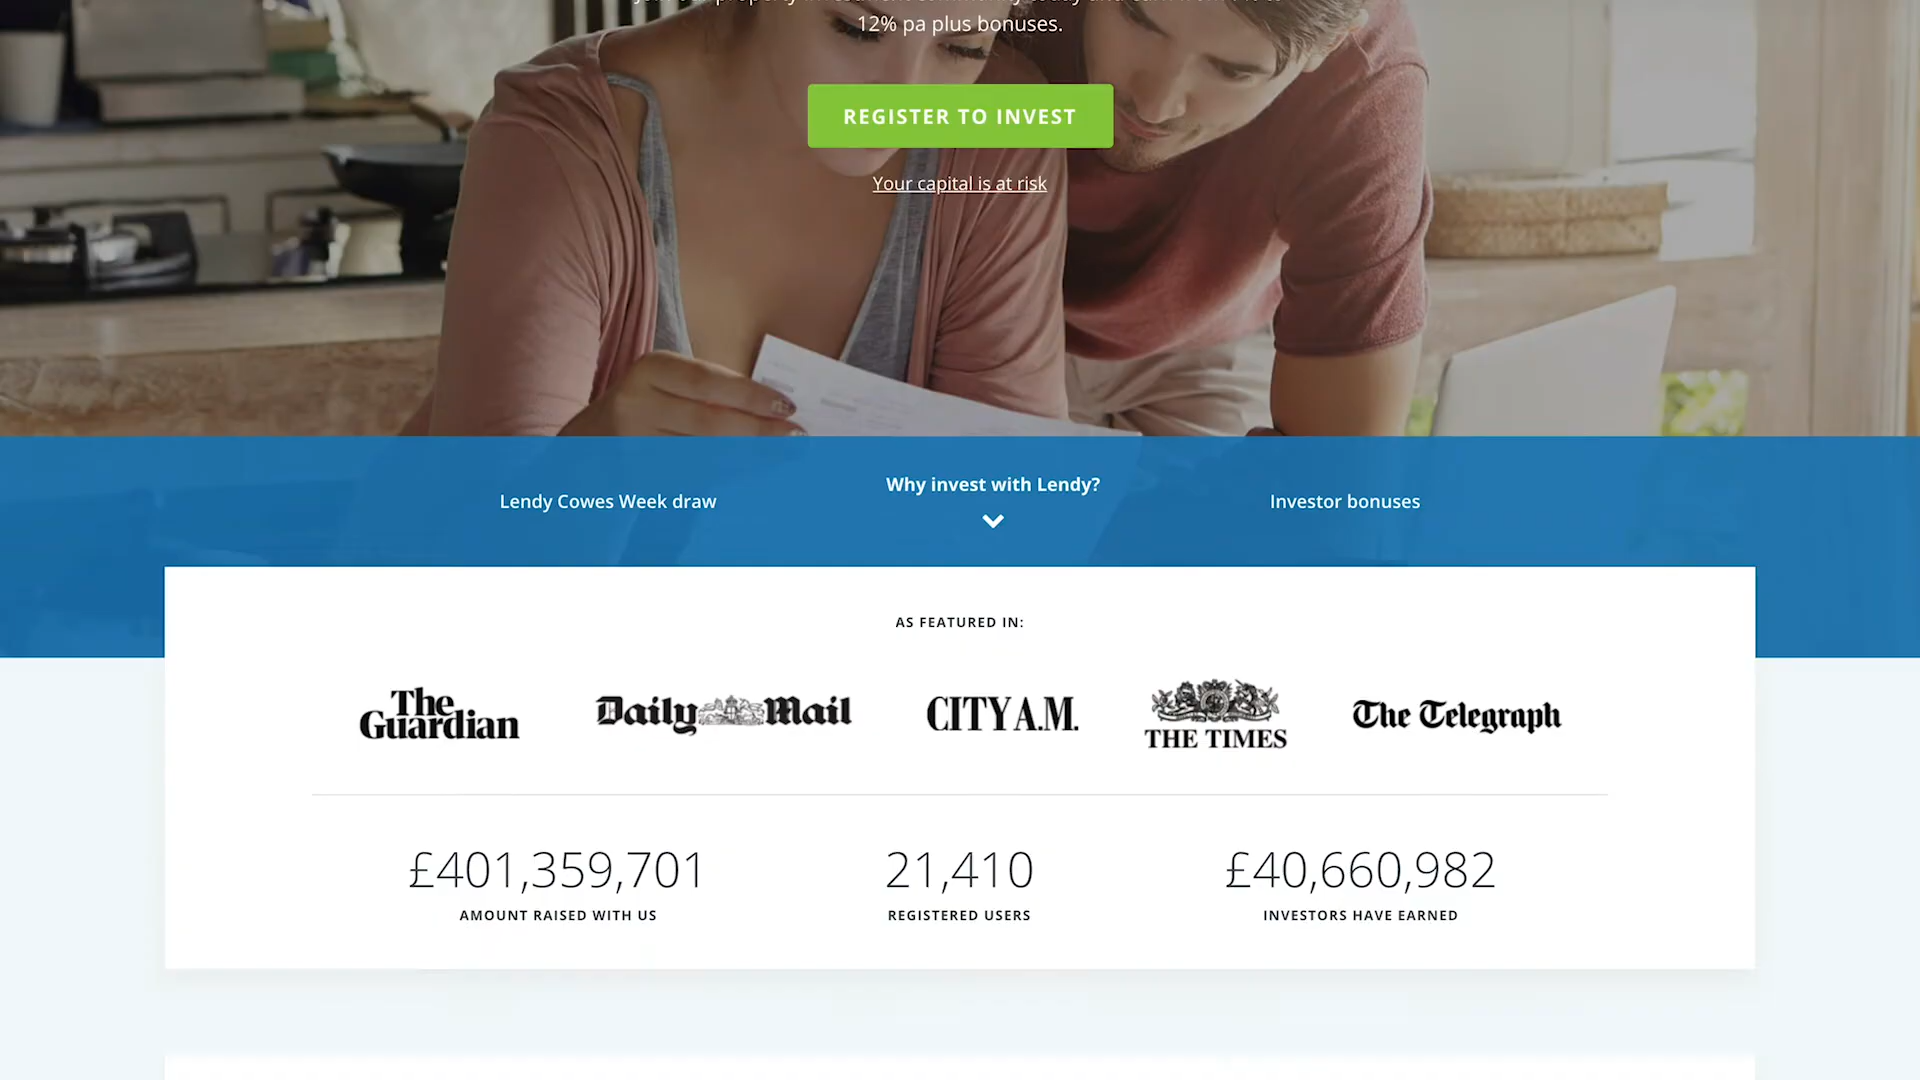 12% pa plus bonuses.
REGISTER TO INVEST
Your capital is at risk
Lendy Cowes Week draw
Why invest with Lendy?
Investor bonuses
AS FEATURED IN:
The Guardian
Daily Mail
CITY A.M.
THE TIMES
The Telegraph
£401,359,701
AMOUNT RAISED WITH US
21,410
REGISTERED USERS
£40,660,982
INVESTORS HAVE EARNED